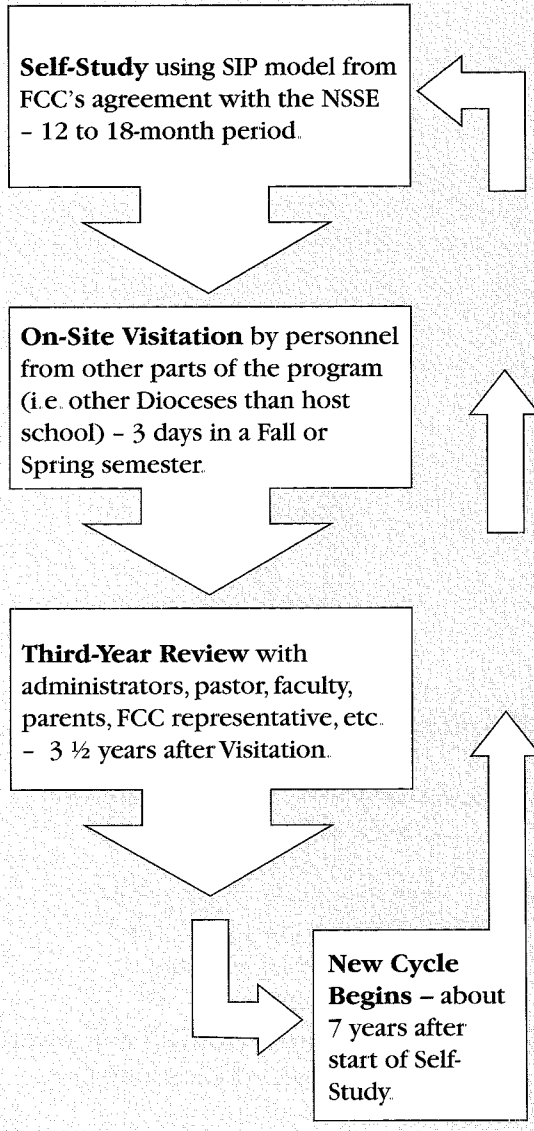 Self-Study using SIP model from
FCC's agreement with the NSSE
– 12 to 18-month period.
On-Site Visitation by personnel
from other parts of the program
(i.e. other Dioceses than host
school) – 3 days in a Fall or
Spring semester.
Third-Year Review with
administrators, pastor, faculty,
parents, FCC representative, etc.
– 3 ½ years after Visitation.
New Cycle
Begins – about
7 years after
start of Self-
Study.